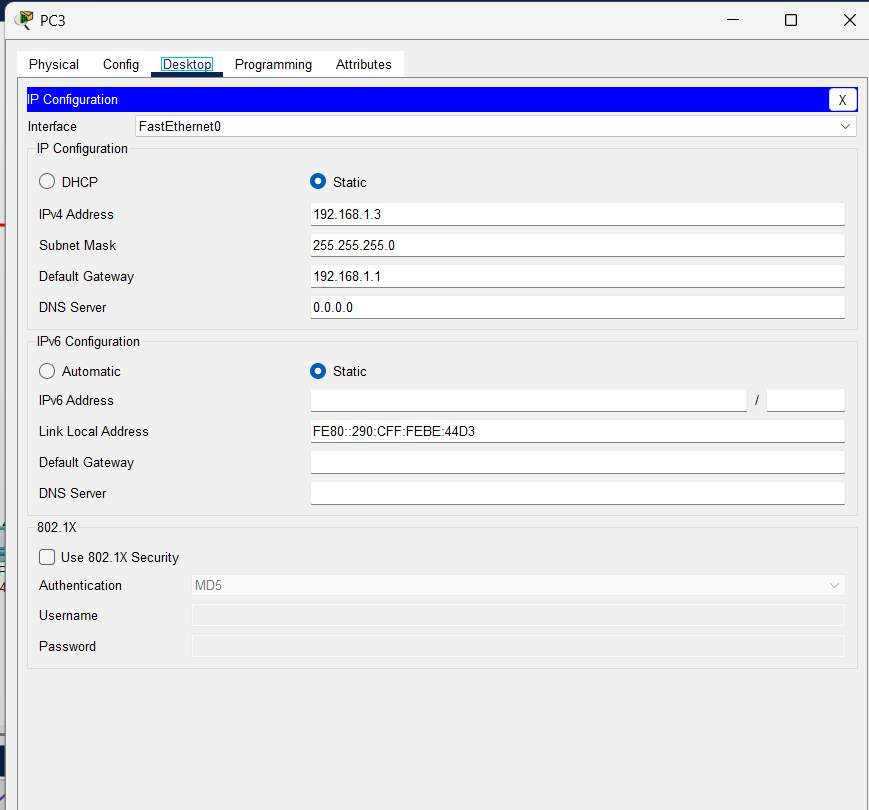 PC3
Physical Config Desktop Programming Attributes
IP Configuration X
Interface FastEthernet0
IP Configuration
DHCP Static
IPv4 Address 192.168.1.3
Subnet Mask 255.255.255.0
Default Gateway 192.168.1.1
DNS Server 0.0.0.0
IPv6 Configuration
Automatic Static
IPv6 Address /
Link Local Address FE80::290:CFF:FEBE:44D3
Default Gateway
DNS Server
802.1X
Use 802.1X Security
Authentication MD5
Username
Password